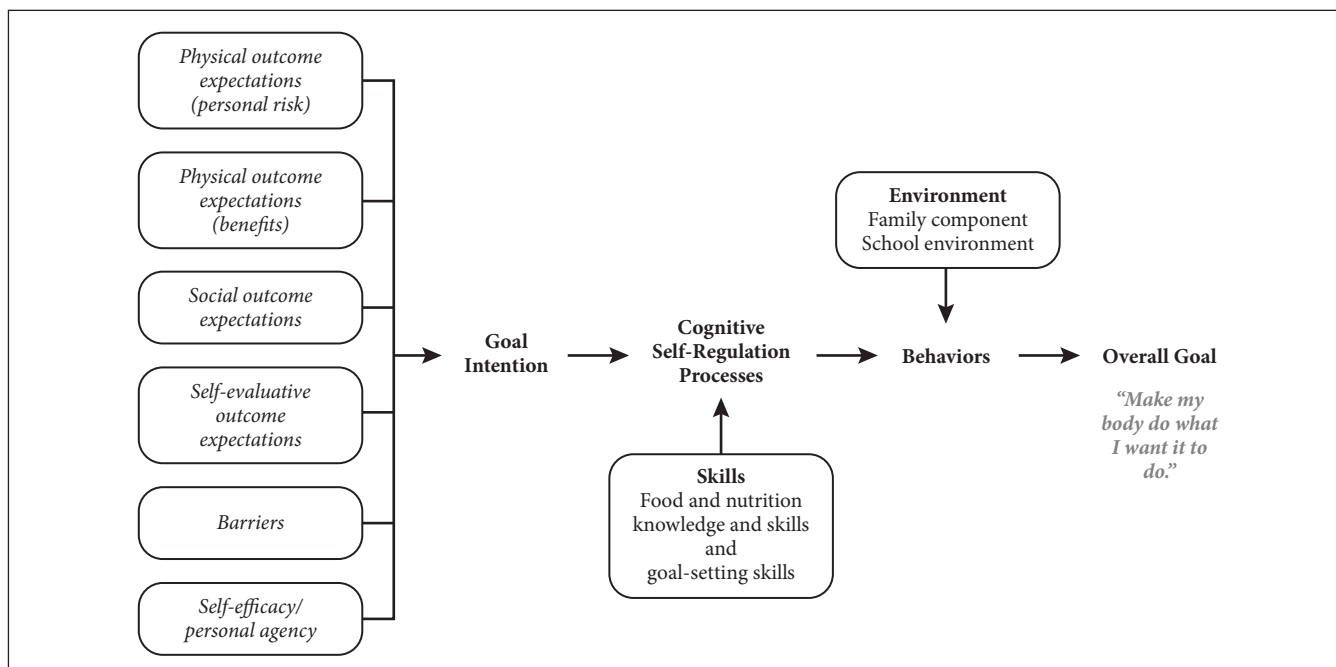 Physical outcome
expectations
(personal risk)
Physical outcome
expectations
(benefits)
Social outcome
expectations
Self-evaluative
outcome
expectations
Barriers
Self-efficacy/
personal agency
Goal
Intention
Cognitive
Self-Regulation
Processes
Skills
Food and nutrition
knowledge and skills
and
goal-setting skills
Environment
Family component
School environment
Behaviors
Overall Goal
“Make my
body do what
I want it to
do.”